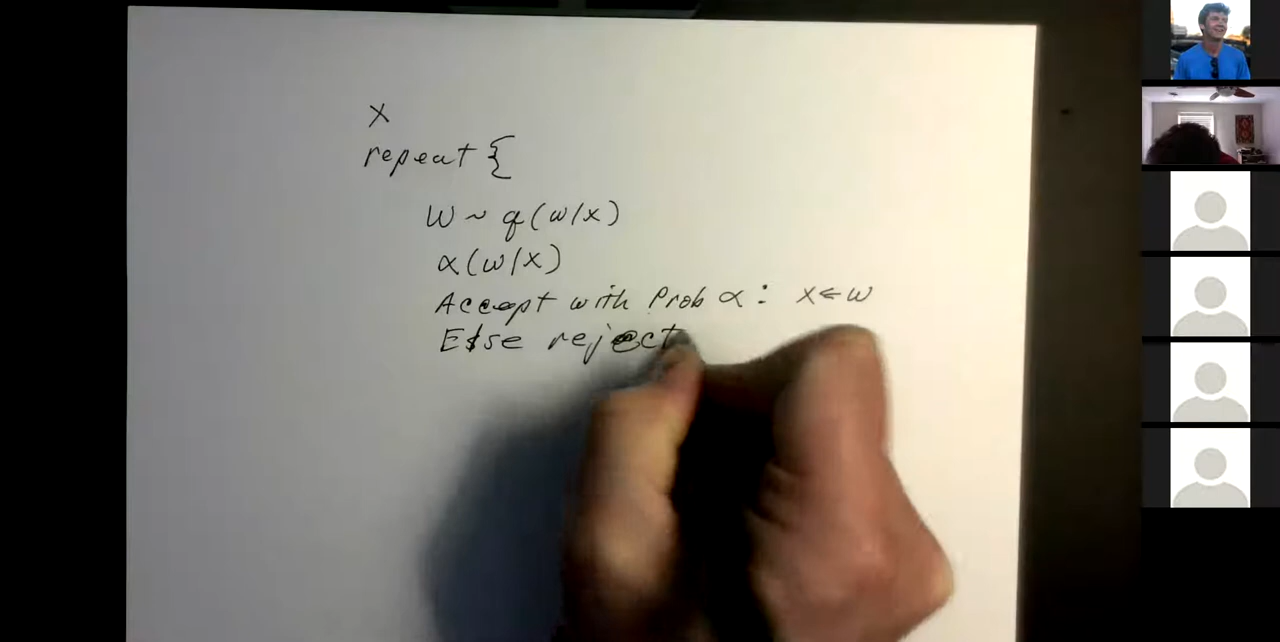 x
repeat {
w ~ q(w/x)
α(w/x)
Accept with Prob α : x ← w
Else reject